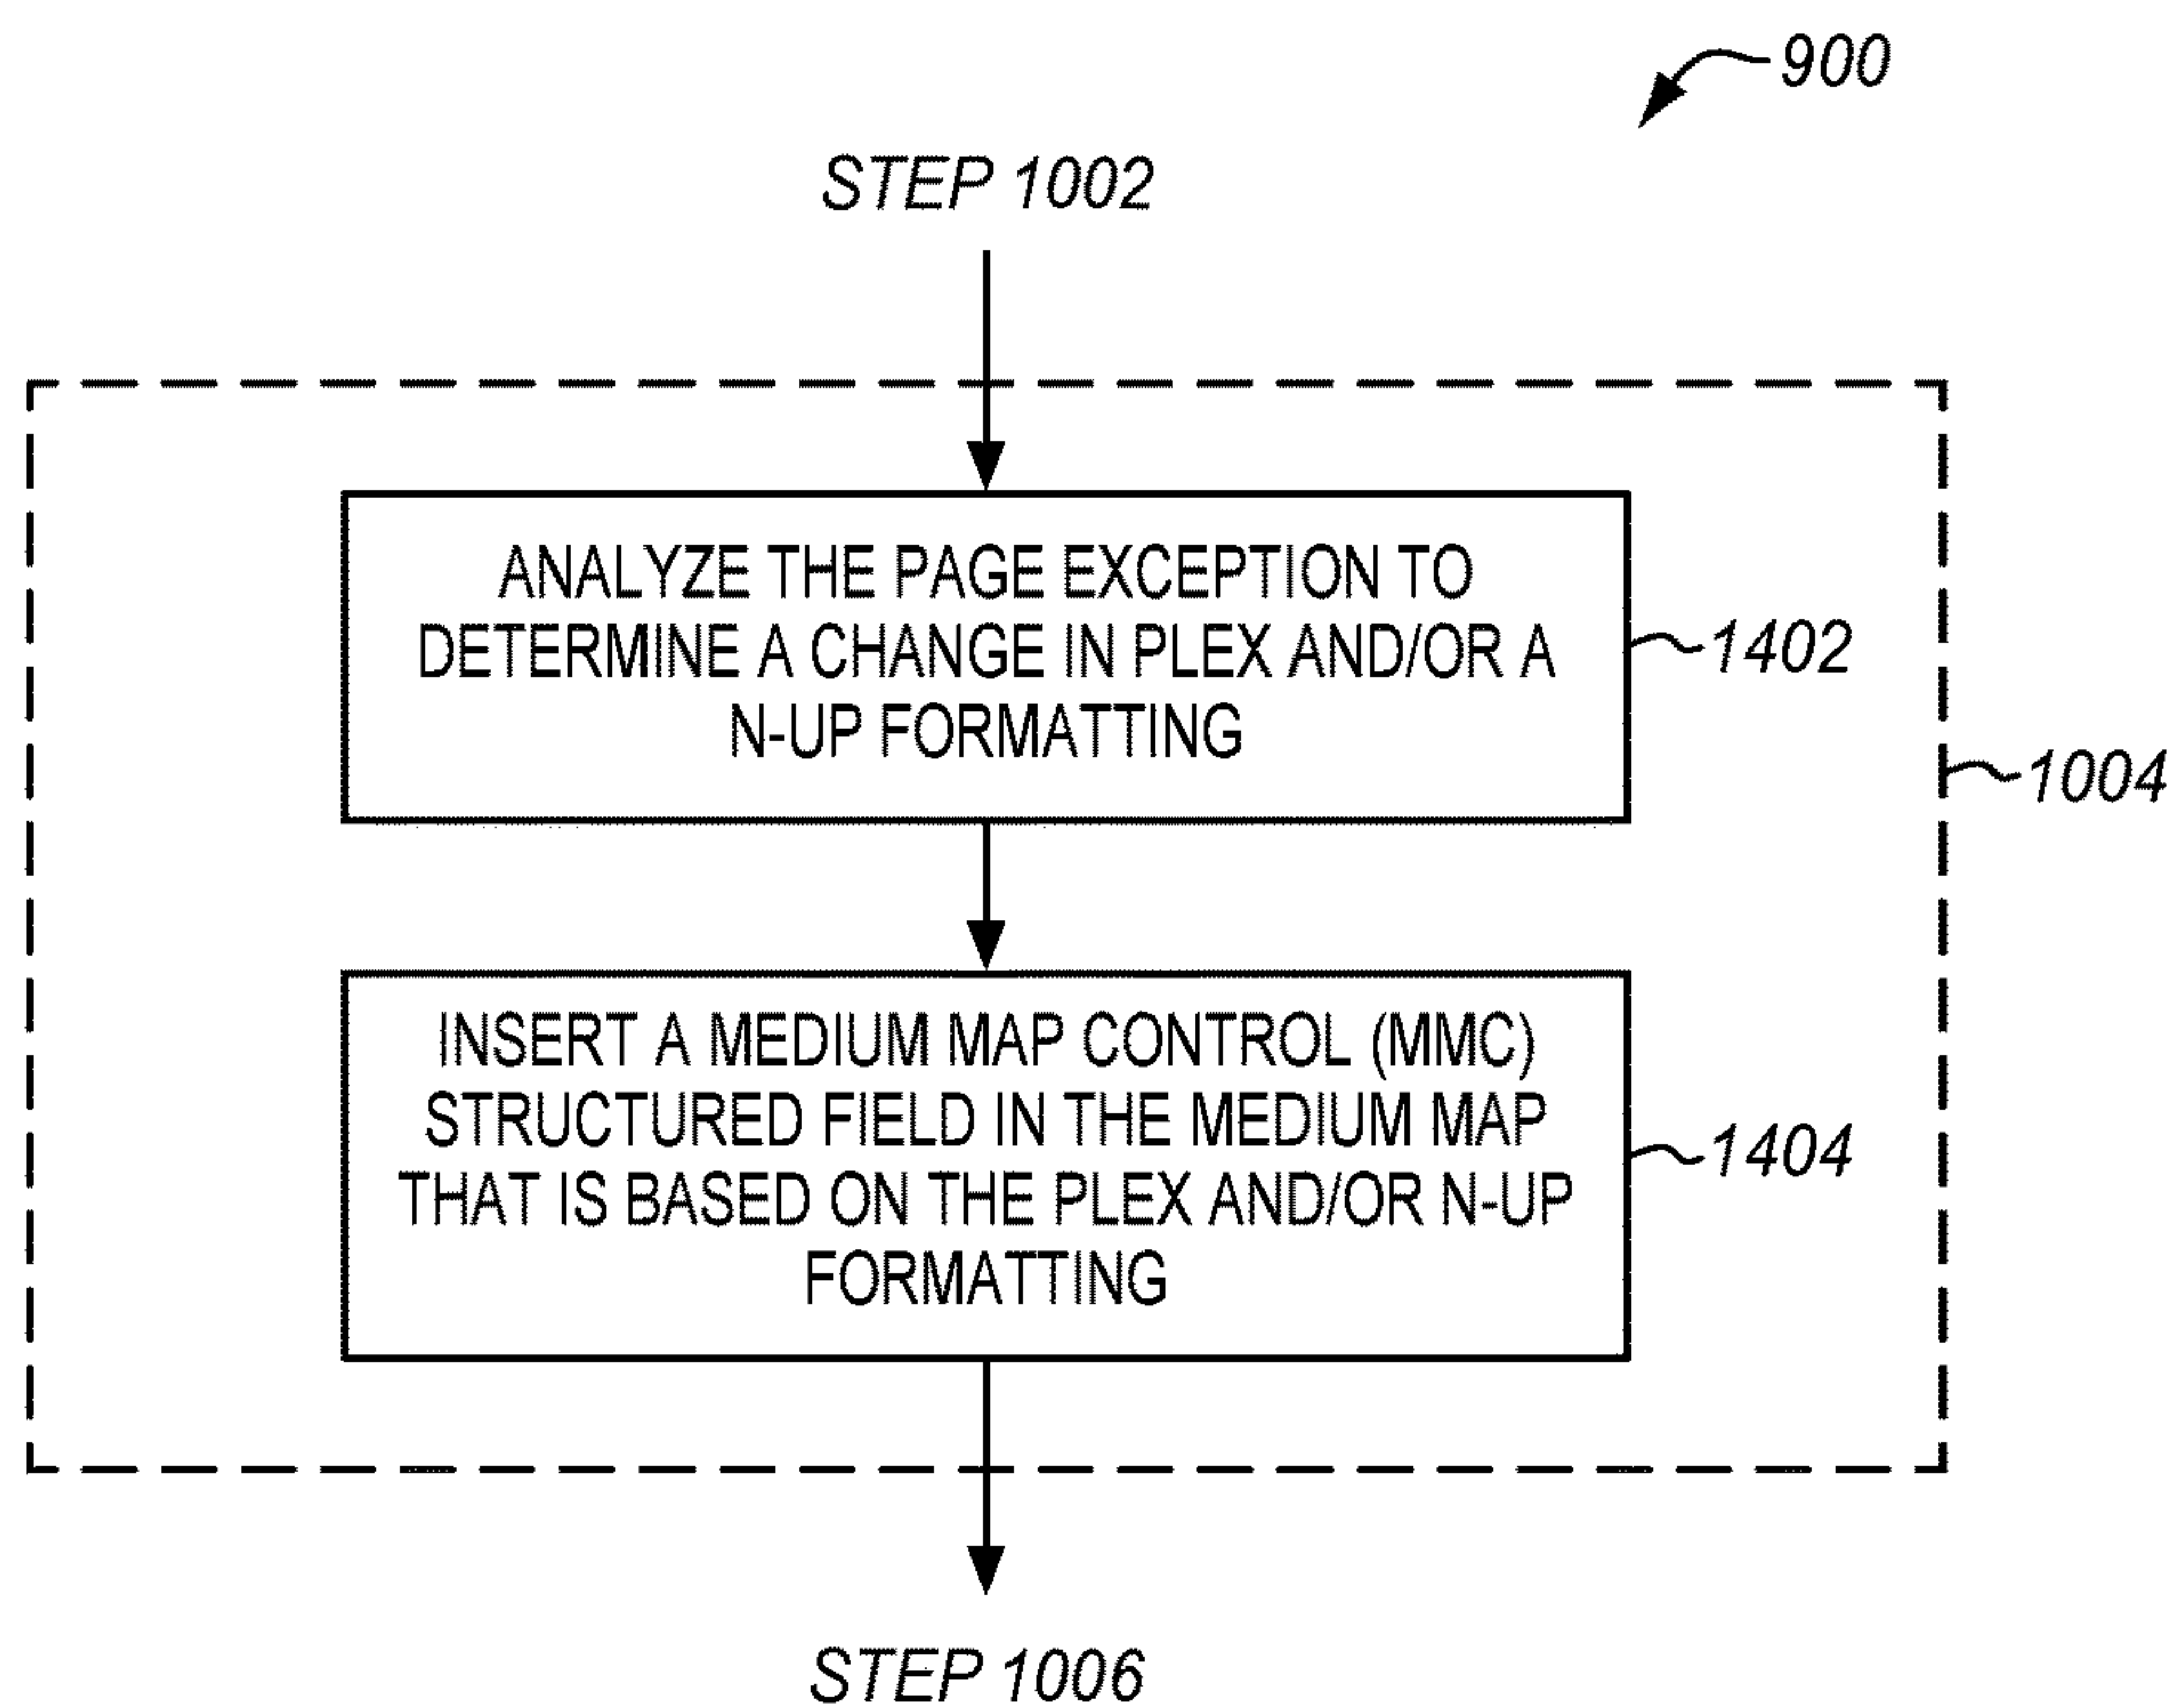 900
STEP 1002
ANALYZE THE PAGE EXCEPTION TO
DETERMINE A CHANGE IN PLEX AND/OR A
N-UP FORMATTING
1402
1004
INSERT A MEDIUM MAP CONTROL (MMC)
STRUCTURED FIELD IN THE MEDIUM MAP
THAT IS BASED ON THE PLEX AND/OR N-UP
FORMATTING
1404
STEP 1006